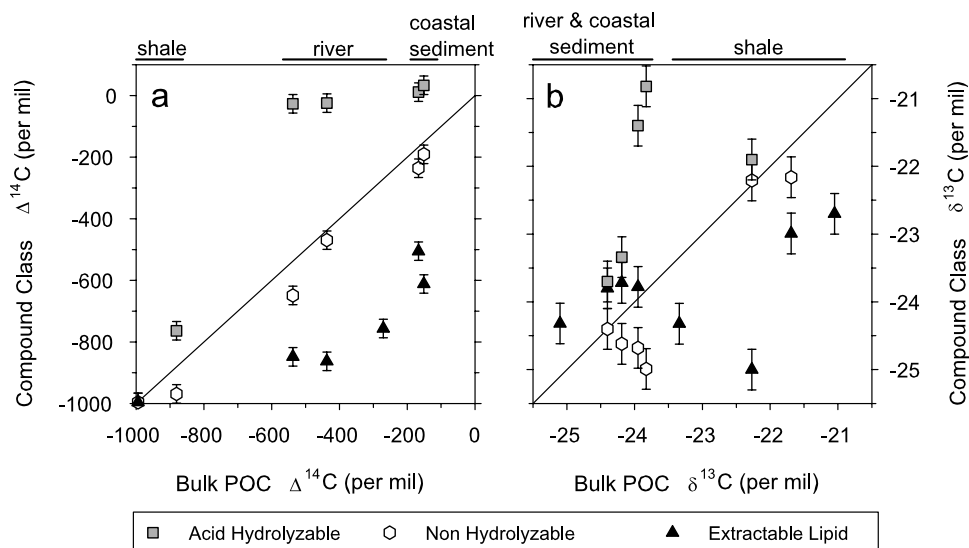 shale
river
coastal
sediment
river & coastal
sediment
shale
a
b
0
-200
-400
-600
-800
-1000
-1000
-800
-600
-400
-200
0
-21
-22
-23
-24
-25
-25
-24
-23
-22
-21
Compound Class Δ¹⁴C (per mil)
Bulk POC Δ¹⁴C (per mil)
Bulk POC δ¹³C (per mil)
Compound Class δ¹³C (per mil)
Acid Hydrolyzable
Non Hydrolyzable
Extractable Lipid